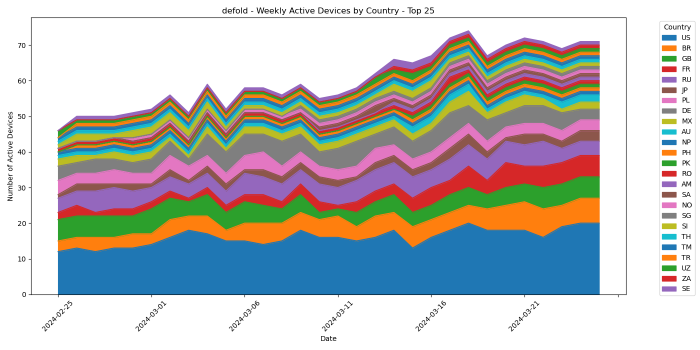 defold - Weekly Active Devices by Country - Top 25
Country
US
BR
GB
FR
RU
JP
PL
DE
MX
AU
NP
PH
PK
RO
AM
SA
NO
SG
SI
TH
TM
TR
UZ
ZA
SE
Number of Active Devices
70
60
50
40
30
20
10
0
2024-02-25
2024-03-01
2024-03-06
2024-03-11
2024-03-16
2024-03-21
Date